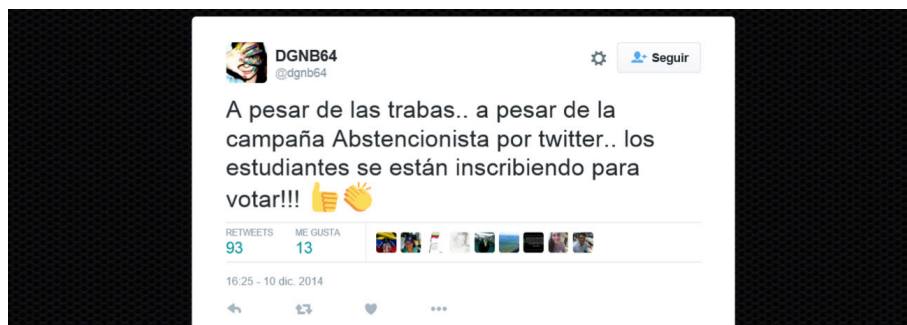 DGNB64
@dgnb64
Seguir
A pesar de las trabas.. a pesar de la
campaña Abstencionista por twitter.. los
estudiantes se están inscribiendo para
votar!!! 👍👏
RETWEETS ME GUSTA
93 13
16:25 - 10 dic. 2014